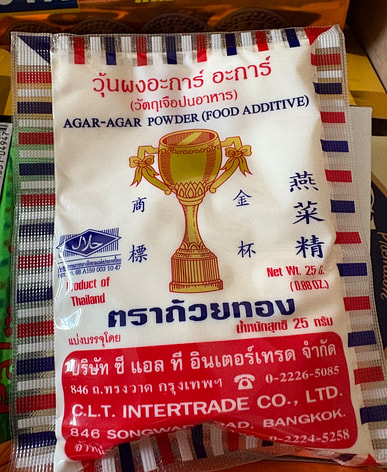 วุ้นผงอะการ์ อะการ์
(วัตถุเจือปนอาหาร)
AGAR-AGAR POWDER (FOOD ADDITIVE)
燕菜精
金杯
商標
Product of
Thailand
Net Wt. 25
(0.88 OZ.)
ตราถ้วยทอง
น้ำหนักสุทธิ 25 กรัม
แบ่งบรรจุโดย
บริษัท ซี แอล ที อินเตอร์เทรด จำกัด
846 ถ.ทรงวาด กรุงเทพฯ ☎ 0-2226-5085
C.L.T. INTERTRADE CO., LTD.
846 SONGWAD ROAD, BANGKOK.
0-2224-5258